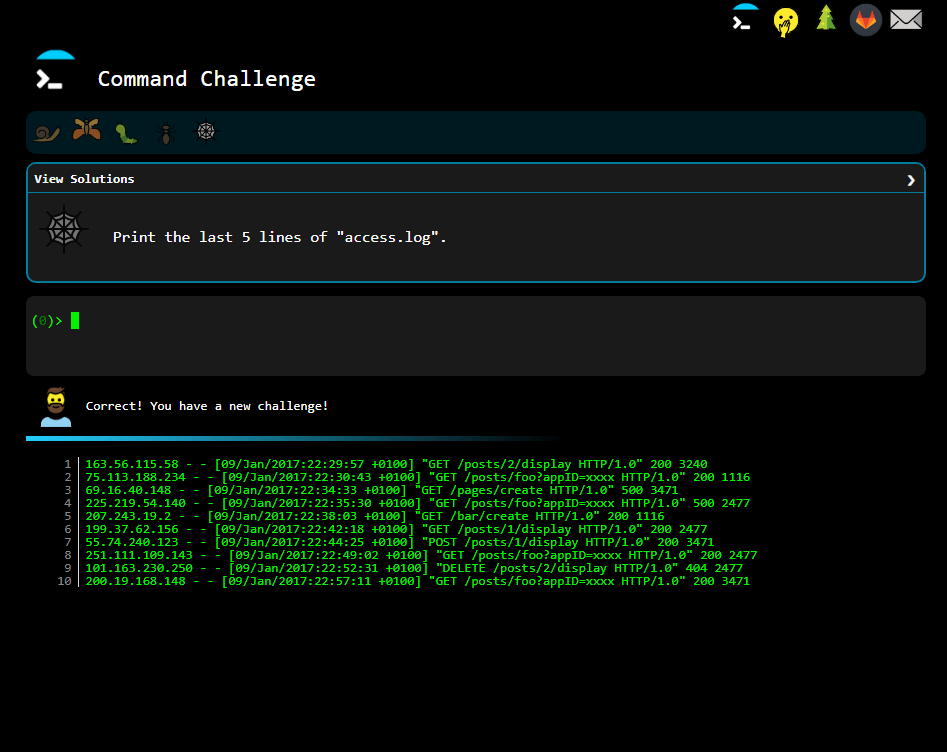 Command Challenge
View Solutions
Print the last 5 lines of "access.log".
(0)>
Correct! You have a new challenge!
1 163.56.115.58 - - [09/Jan/2017:22:29:57 +0100] "GET /posts/2/display HTTP/1.0" 200 3240
2 75.113.188.234 - - [09/Jan/2017:22:30:43 +0100] "GET /posts/foo?appID=xxxx HTTP/1.0" 200 1116
3 69.16.40.148 - - [09/Jan/2017:22:34:33 +0100] "GET /pages/create HTTP/1.0" 500 3471
4 225.219.54.140 - - [09/Jan/2017:22:35:30 +0100] "GET /posts/foo?appID=xxxx HTTP/1.0" 500 2477
5 207.243.19.2 - - [09/Jan/2017:22:38:03 +0100] "GET /bar/create HTTP/1.0" 200 1116
6 199.37.62.156 - - [09/Jan/2017:22:42:18 +0100] "GET /posts/1/display HTTP/1.0" 200 2477
7 55.74.240.123 - - [09/Jan/2017:22:44:25 +0100] "POST /posts/1/display HTTP/1.0" 200 3471
8 251.111.109.143 - - [09/Jan/2017:22:49:02 +0100] "GET /posts/foo?appID=xxxx HTTP/1.0" 200 2477
9 101.163.230.250 - - [09/Jan/2017:22:52:31 +0100] "DELETE /posts/2/display HTTP/1.0" 404 2477
10 200.19.168.148 - - [09/Jan/2017:22:57:11 +0100] "GET /posts/foo?appID=xxxx HTTP/1.0" 200 3471